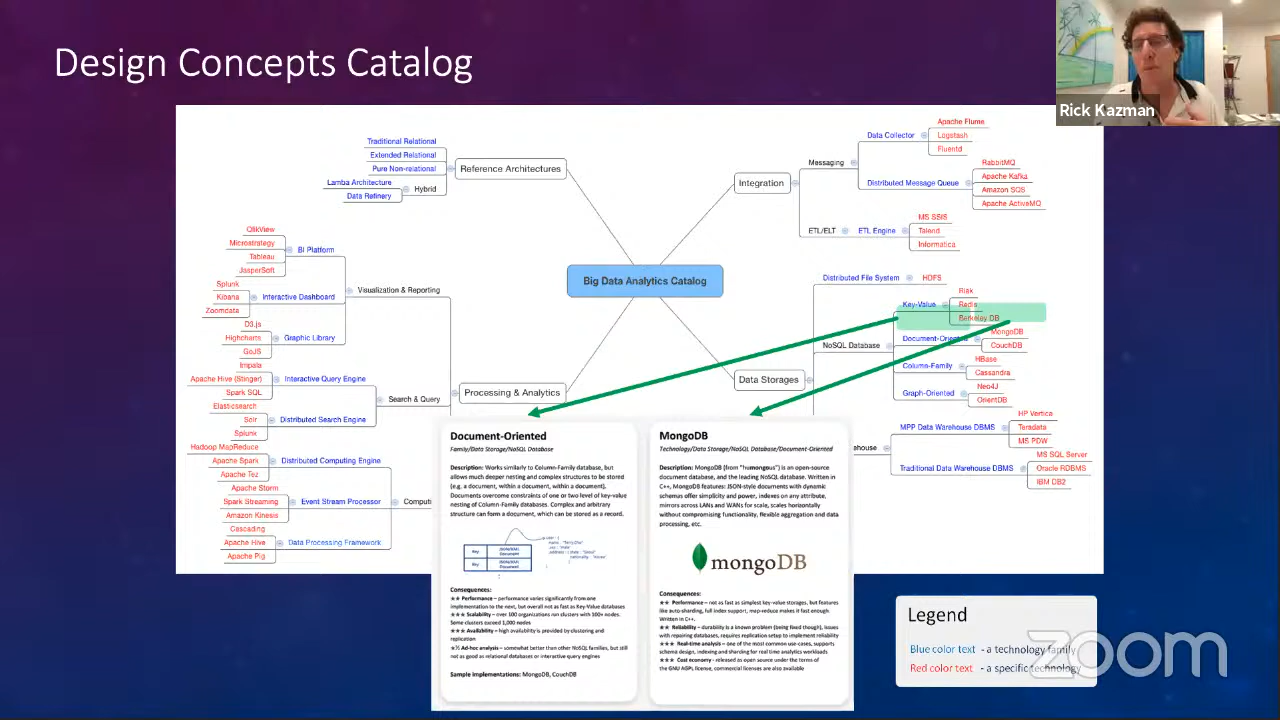 Design Concepts Catalog
Rick Kazman
Traditional Relational
Extended Relational
Pure Non-relational
Lamba Architecture
Data Refinery
Hybrid
Reference Architectures
Big Data Analytics Catalog
Integration
Messaging
Data Collector
Apache Flume
Logstash
Fluentd
Distributed Message Queue
RabbitMQ
Apache Kafka
Amazon SQS
Apache ActiveMQ
ETL/ELT
ETL Engine
MS SSIS
Talend
Informatica
QlikView
Microstrategy
Tableau
JasperSoft
BI Platform
Splunk
Kibana
Zoomdata
Interactive Dashboard
D3.js
Highcharts
GoJS
Graphic Library
Visualization & Reporting
Impala
Apache Hive (Stinger)
Spark SQL
Interactive Query Engine
Elasticsearch
Solr
Splunk
Distributed Search Engine
Search & Query
Processing & Analytics
Hadoop MapReduce
Apache Spark
Apache Tez
Distributed Computing Engine
Apache Storm
Spark Streaming
Amazon Kinesis
Event Stream Processor
Cascading
Apache Hive
Apache Pig
Data Processing Framework
Computi
Data Storages
Distributed File System
HDFS
NoSQL Database
Key-Value
Riak
Redis
Berkeley DB
Document-Oriented
MongoDB
CouchDB
Column-Family
HBase
Cassandra
Graph-Oriented
Neo4J
OrientDB
ehouse
MPP Data Warehouse DBMS
HP Vertica
Teradata
MS PDW
Traditional Data Warehouse DBMS
MS SQL Server
Oracle RDBMS
IBM DB2
Document-Oriented
Family/Data Storage/NoSQL Database
Description: Works similarly to Column-Family database, but
allows much deeper nesting and complex structures to be stored
(e.g. a document, within a document, within a document).
Documents overcome constraints of one or two level of key-value
nesting of Column-Family databases. Complex and arbitrary
structure can form a document, which can be stored as a record.
Key
JSON/XML
Document
Key
JSON/XML
Document
Consequences:
★★ Performance – performance varies significantly from one
implementation to the next, but overall not as fast as Key-Value databases
★★★ Scalability – over 100 organizations run clusters with 100+ nodes.
Some clusters exceed 1,000 nodes
★★★ Availability – high availability is provided by clustering and
replication
★½ Ad-hoc analysis – somewhat better than other NoSQL families, but still
not as good as relational databases or interactive query engines
Sample Implementations: MongoDB, CouchDB
MongoDB
Technology/Data Storage/NoSQL Database/Document-Oriented
Description: MongoDB (from "humongous") is an open-source
document database, and the leading NoSQL database. Written in
C++, MongoDB features: JSON-style documents with dynamic
schemas offer simplicity and power, indexes on any attribute,
mirrors across LANs and WANs for scale, scales horizontally
without compromising functionality, flexible aggregation and data
processing, etc.
mongoDB
Consequences:
★★ Performance – not as fast as simplest key-value storages, but features
like auto-sharding, full index support, map-reduce makes it fast enough
Written in C++.
★★ Reliability – durability is a known problem (being fixed though), issues
with repairing databases, requires replication setup to implement reliability
★★★ Real-time analysis – one of the most common use-cases, supports
schema design, indexing and sharding for real time analytics workloads
★★★ Cost economy - released as open source under the terms of
the GNU AGPL license, commercial licenses are also available
Legend
Blue color text - a technology family
Red color text - a specific technology
zoom